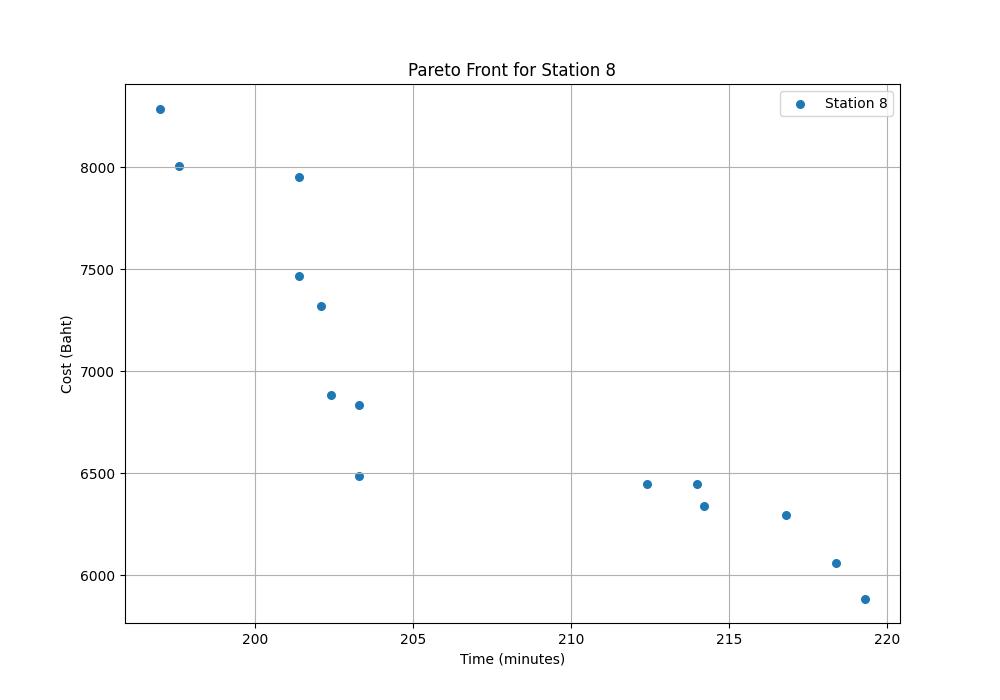 Pareto Front for Station 8
Station 8
8000
7500
7000
6500
6000
Cost (Baht)
200 205 210 215 220
Time (minutes)